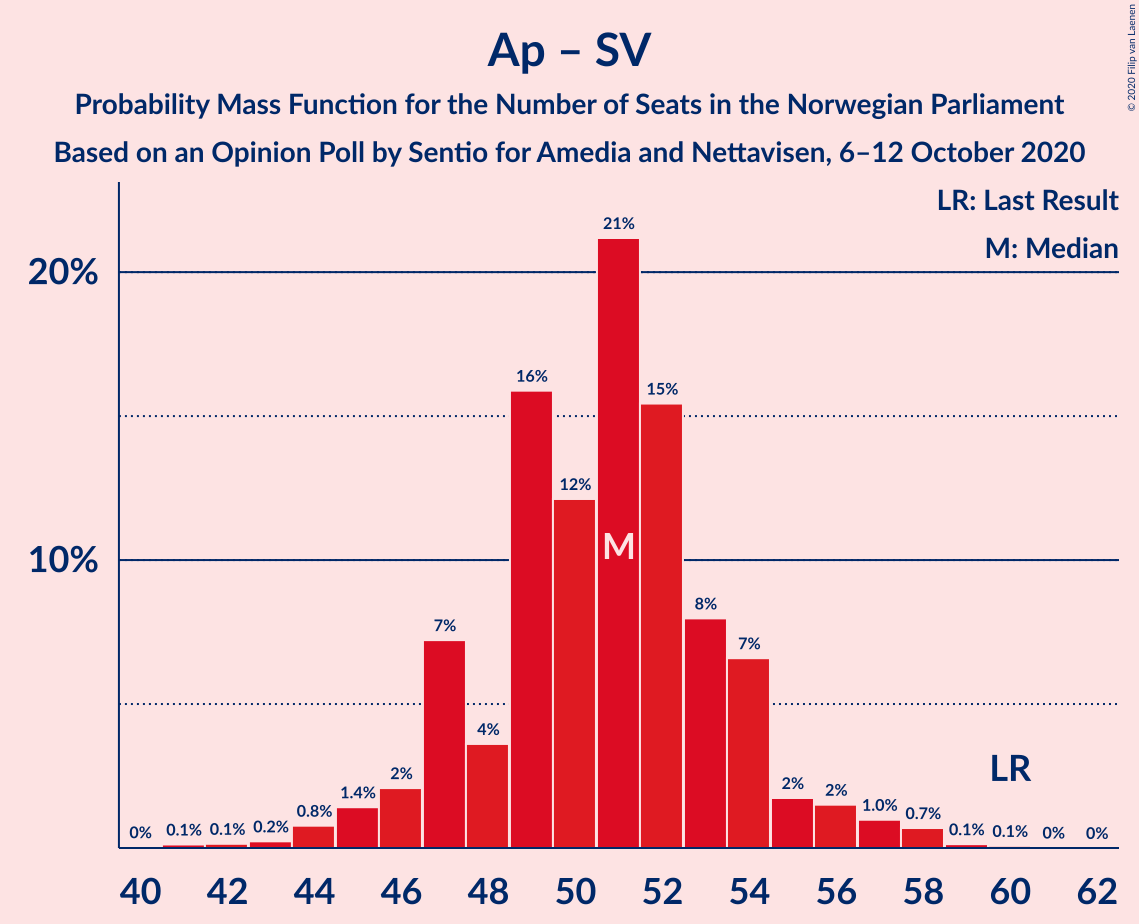 Ap – SV
Probability Mass Function for the Number of Seats in the Norwegian Parliament
Based on an Opinion Poll by Sentio for Amedia and Nettavisen, 6–12 October 2020
© 2020 Filip van Laenen
LR: Last Result
M: Median
20%
10%
0%
0.1%
0.1%
0.2%
0.8%
1.4%
2%
7%
4%
16%
12%
21%
15%
8%
7%
2%
2%
1.0%
0.7%
0.1%
0.1%
0%
0%
M
LR
40 42 44 46 48 50 52 54 56 58 60 62